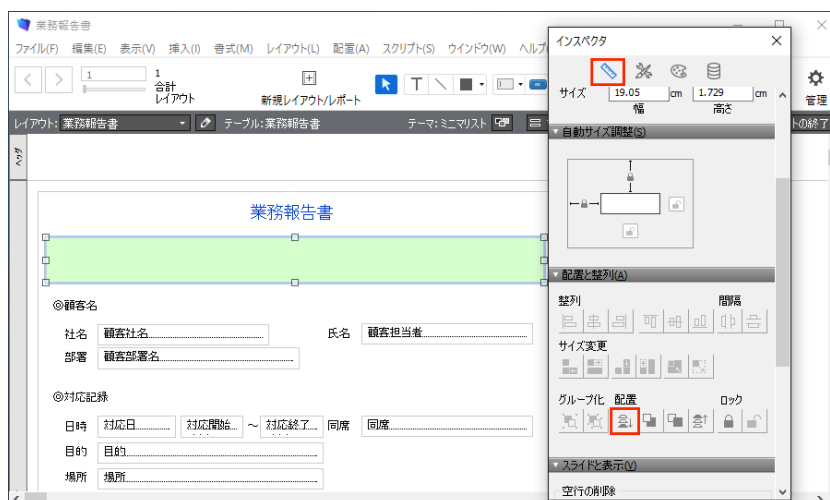 業務報告書
ファイル(F) 編集(E) 表示(V) 挿入(I) 書式(M) レイアウト(L) 配置(A) スクリプト(S) ウインドウ(W) ヘルプ
1 1
合計
レイアウト
新規レイアウト/レポート
管理
レイアウト: 業務報告書 テーブル:業務報告書 テーマ: ミニマリスト トの終了
ヘッダ
業務報告書
◎顧客名
社名 顧客社名 氏名 顧客担当者
部署 顧客部署名
◎対応記録
日時 対応日 対応開始 ～ 対応終了 同席 同席
目的 目的
場所 場所
インスペクタ
サイズ 19.05 cm 1.729 cm
幅 高さ
自動サイズ調整(S)
配置と整列(A)
整列 間隔
サイズ変更
グループ化 配置 ロック
スライドと表示(V)
空行の削除